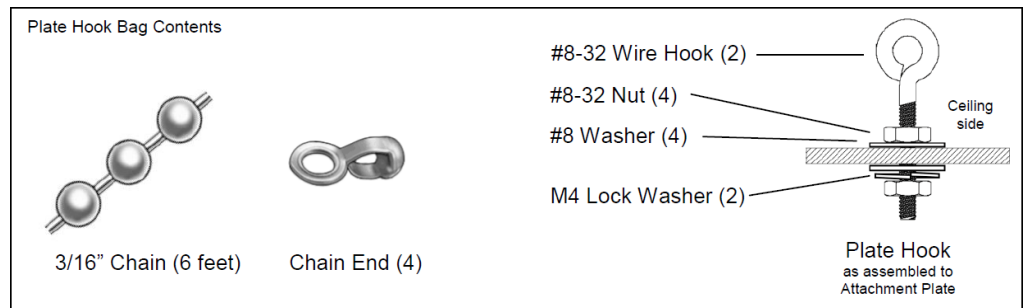 Plate Hook Bag Contents
3/16" Chain (6 feet)
Chain End (4)
#8-32 Wire Hook (2)
#8-32 Nut (4)
#8 Washer (4)
M4 Lock Washer (2)
Ceiling
side
Plate Hook
as assembled to
Attachment Plate